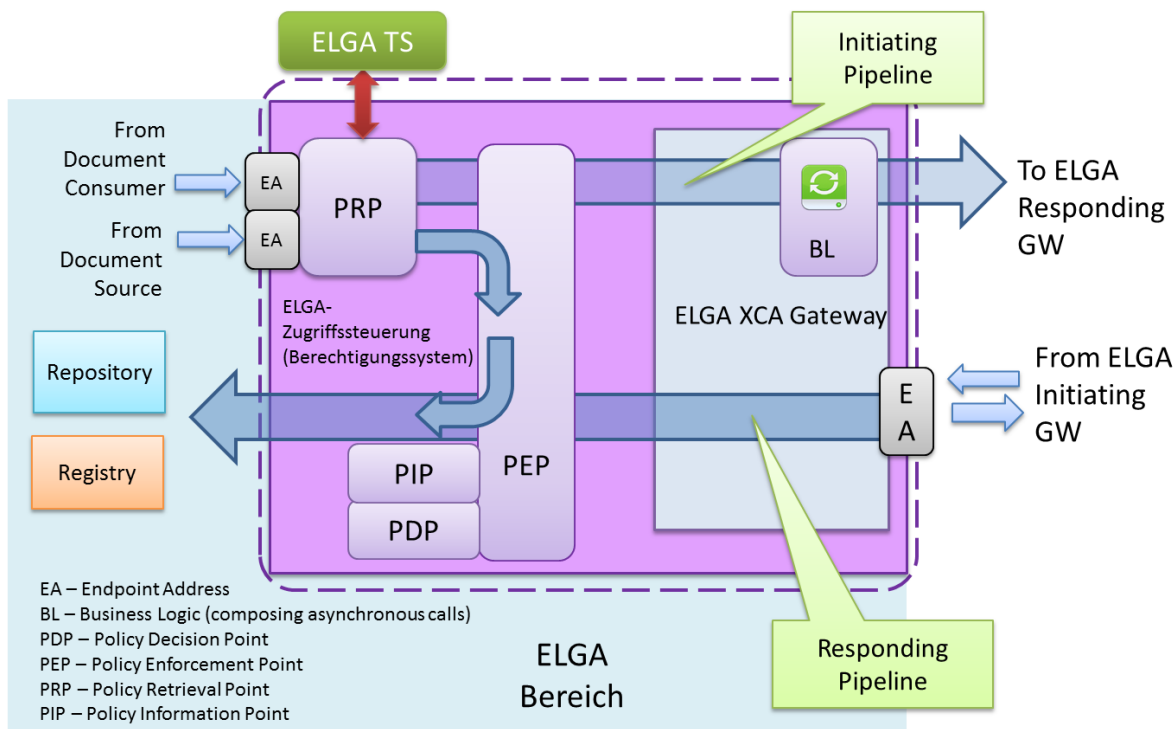 ELGA TS
Initiating
Pipeline
From
Document
Consumer
EA
PRP
To ELGA
Responding
GW
BL
From
Document
Source
EA
ELGA-
Zugriffssteuerung
(Berechtigungssystem)
ELGA XCA Gateway
Repository
From ELGA
Initiating
GW
E
A
Registry
PIP
PEP
PDP
EA – Endpoint Address
BL – Business Logic (composing asynchronous calls)
PDP – Policy Decision Point
PEP – Policy Enforcement Point
PRP – Policy Retrieval Point
PIP – Policy Information Point
ELGA
Bereich
Responding
Pipeline